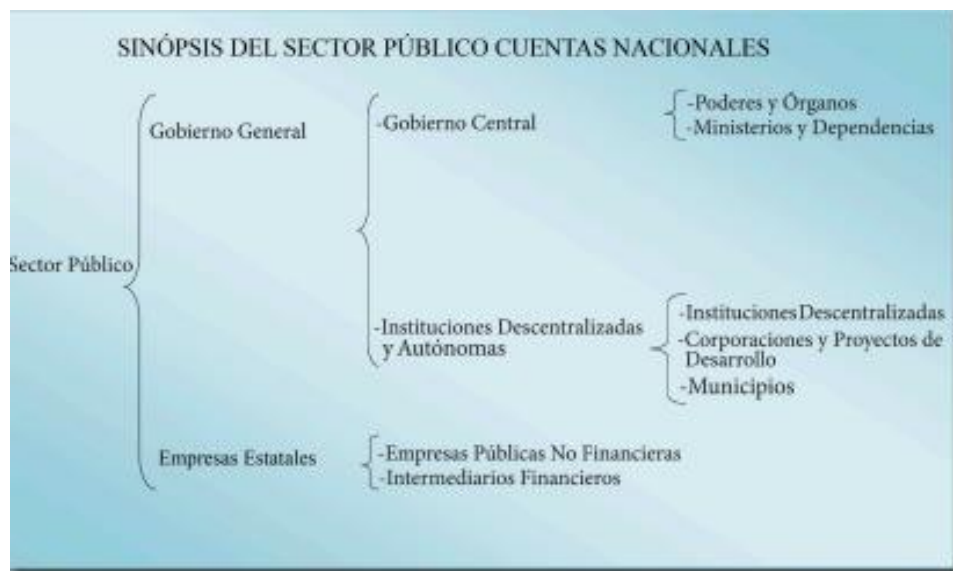 SINÓPSIS DEL SECTOR PÚBLICO CUENTAS NACIONALES
Sector Público
Gobierno General
-Gobierno Central
-Poderes y Órganos
-Ministerios y Dependencias
-Instituciones Descentralizadas
y Autónomas
-Instituciones Descentralizadas
-Corporaciones y Proyectos de
Desarrollo
-Municipios
Empresas Estatales
-Empresas Públicas No Financieras
-Intermediarios Financieros